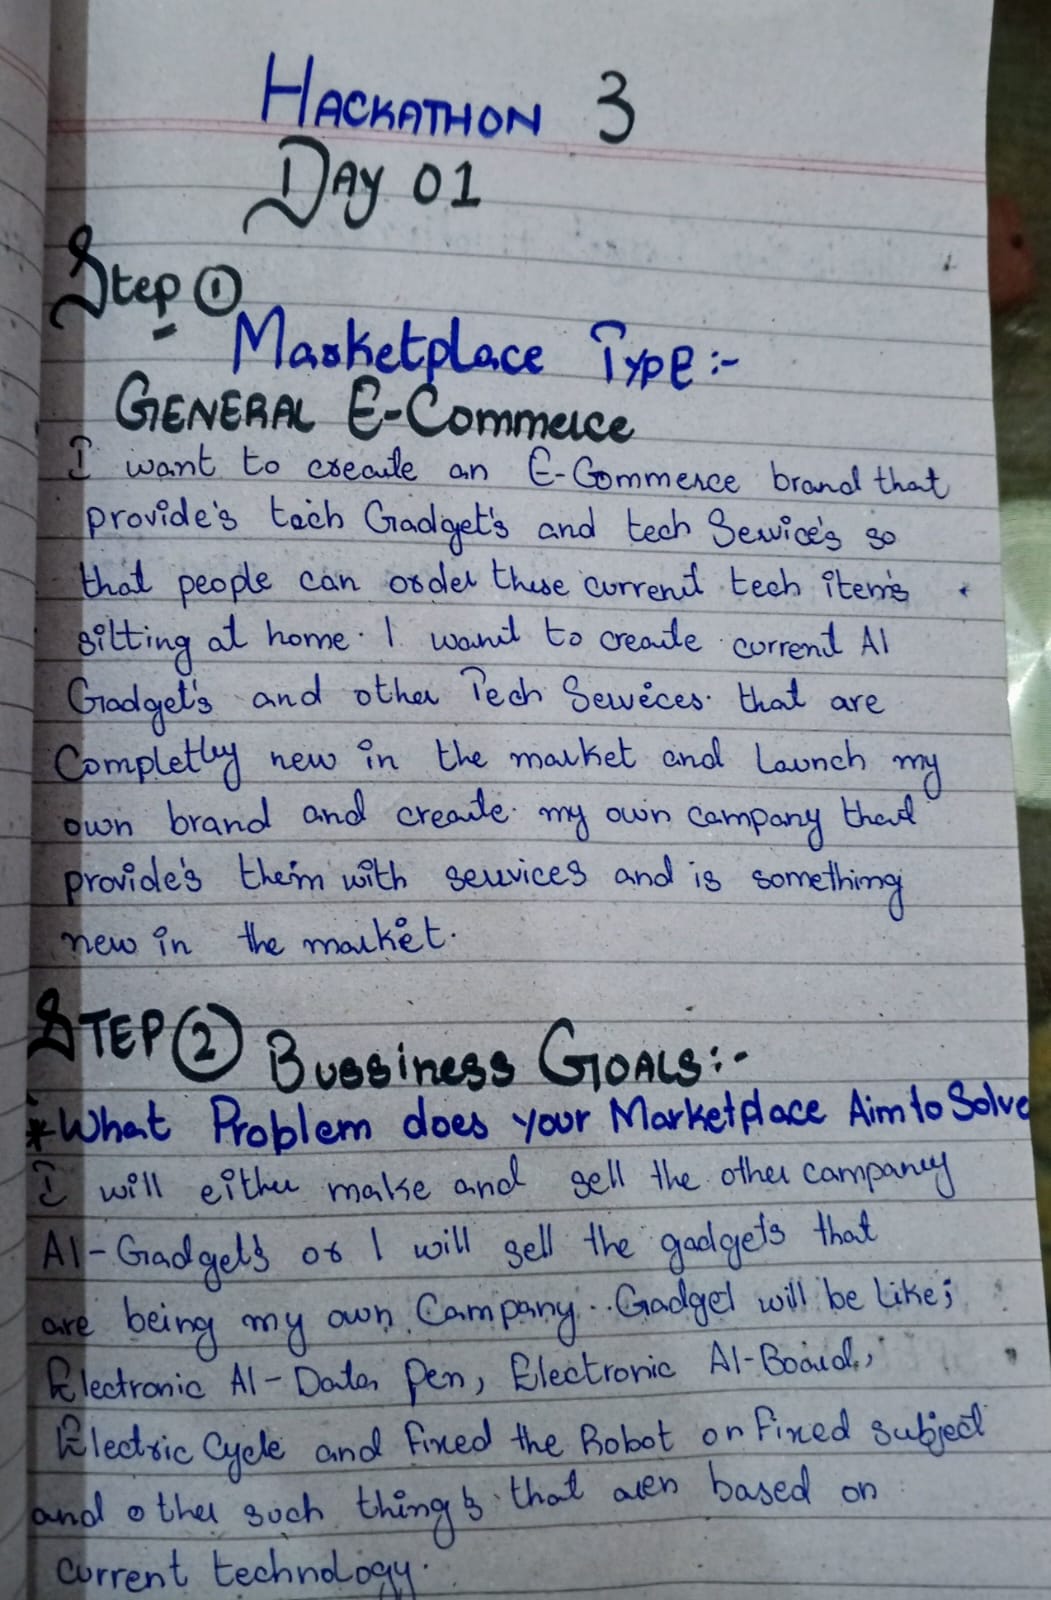 HACKATHON 3
DAY 01
Step ①
Marketplace Type:-
GENERAL E-Commerce
I want to create an E-Commerce brand that
provide's tech Gadget's and tech Service's so
that people can order these current tech item's
sitting at home. I want to create current AI
Gadget's and other Tech Services. that are
Completly new in the market and Launch my
own brand and create my own campany that
provide's them with services and is something
new in the market.
STEP ② Bussiness Goals:-
*What Problem does your Marketplace Aim to Solve
I will either make and sell the other campany
AI-Gadget's or I will sell the gadgets that
are being my own Campany.. Gadget will be like;
Electronic AI-Data Pen, Electronic AI-Board,
Electric Cycle and fixed the Robot on fixed subject
and other such things that aren based on
current technology.